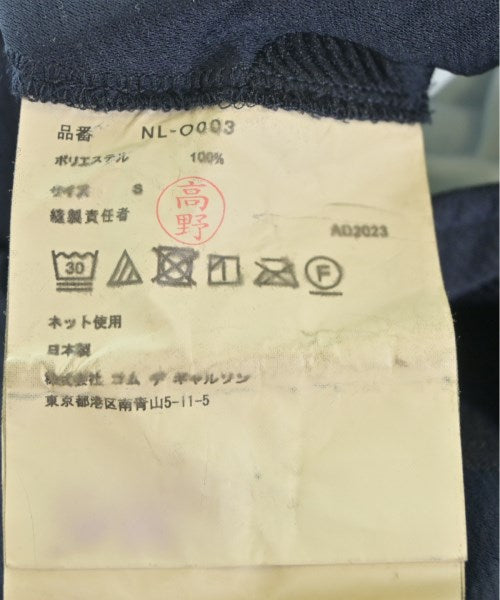 品番 NL-0003
ポリエステル 100%
サイズ S
縫製責任者 高野
AD2023
30 F
ネット使用
日本製
株式会社 コム デ ギャルソン
東京都港区南青山5-11-5